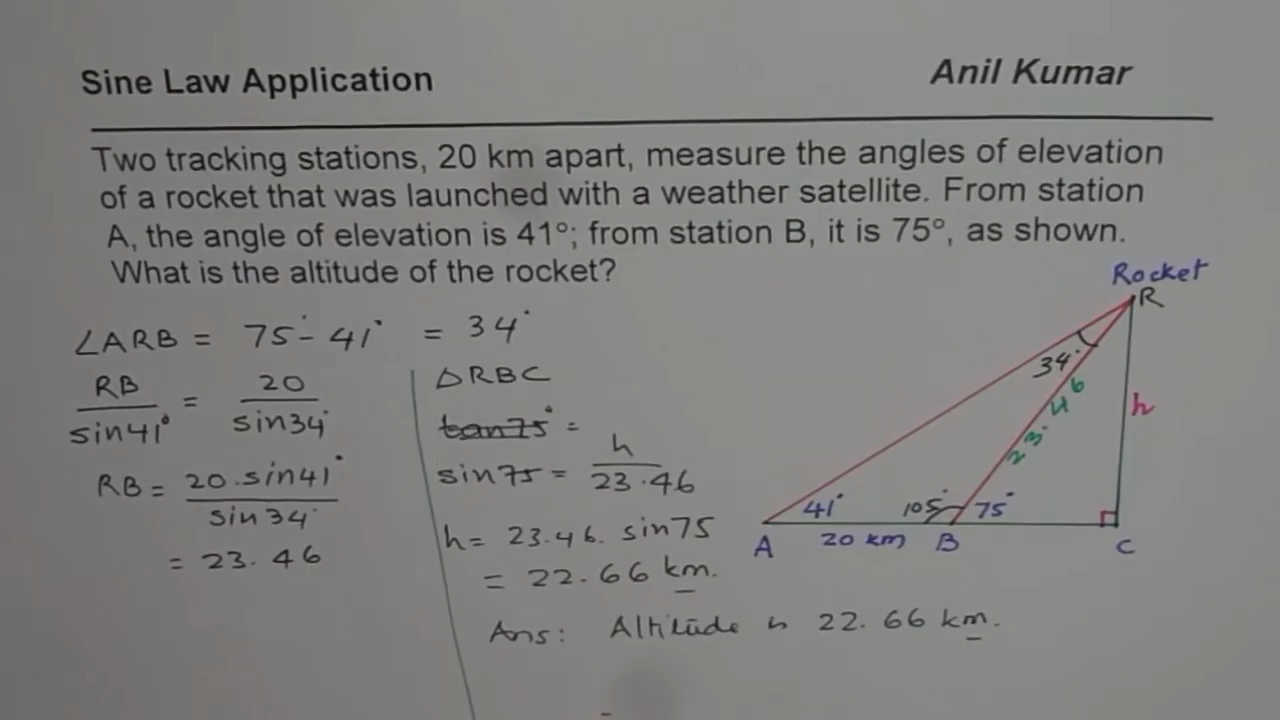 Sine Law Application
Anil Kumar
Two tracking stations, 20 km apart, measure the angles of elevation
of a rocket that was launched with a weather satellite. From station
A, the angle of elevation is 41°; from station B, it is 75°, as shown.
What is the altitude of the rocket?
∠ARB = 75° - 41° = 34°
RB / sin41° = 20 / sin34°
RB = 20.sin41° / sin34°
= 23.46
△RBC
tan75° =
sin75 = h / 23.46
h = 23.46. sin75
= 22.66 km.
Ans: Altitude is 22.66 km.
Rocket
R
34°
23.46
h
41°
105°
75°
A
20 km
B
C